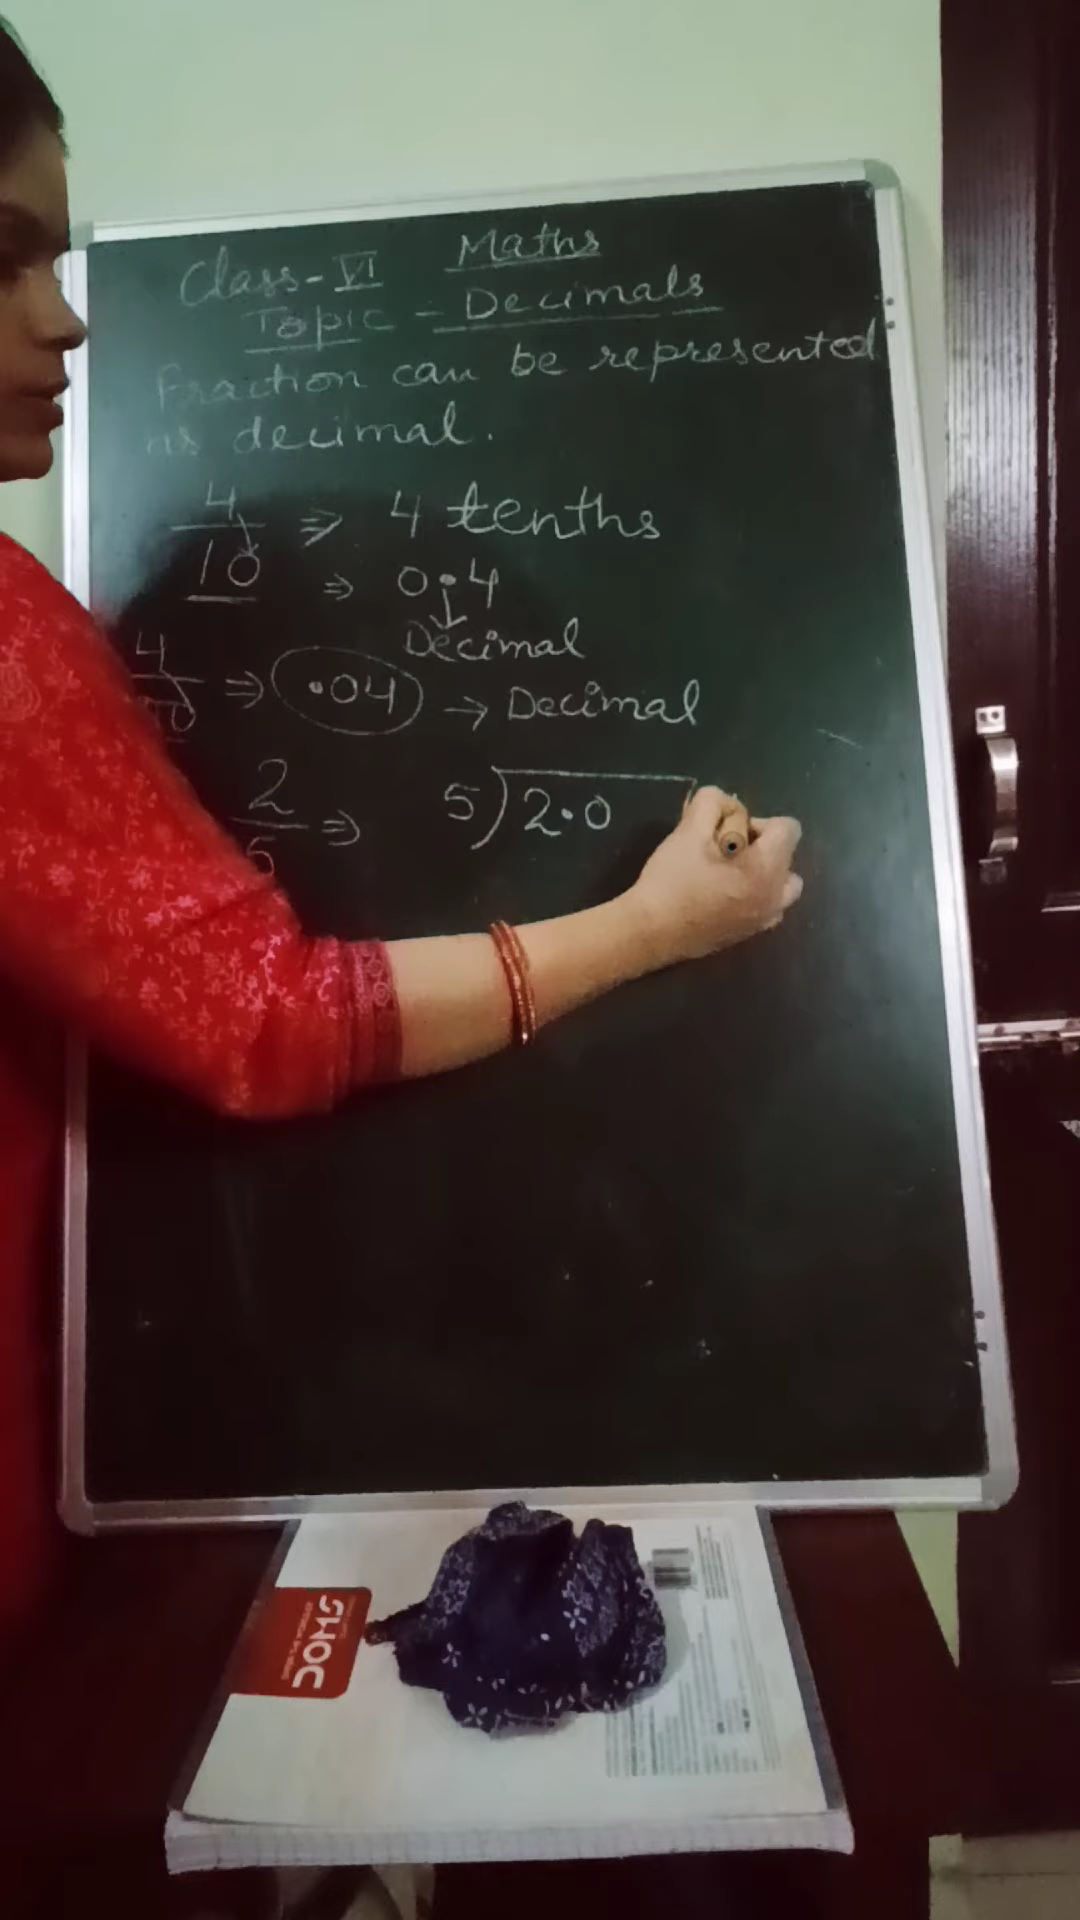 Maths
Class-VI
Topic - Decimals
Fraction can be represented
as decimal.
4/10 ⇒ 4 tenths
⇒ 0.4
↓
Decimal
4/ ⇒ .04 → Decimal
2/5 ⇒ 5)2.0
DOMS